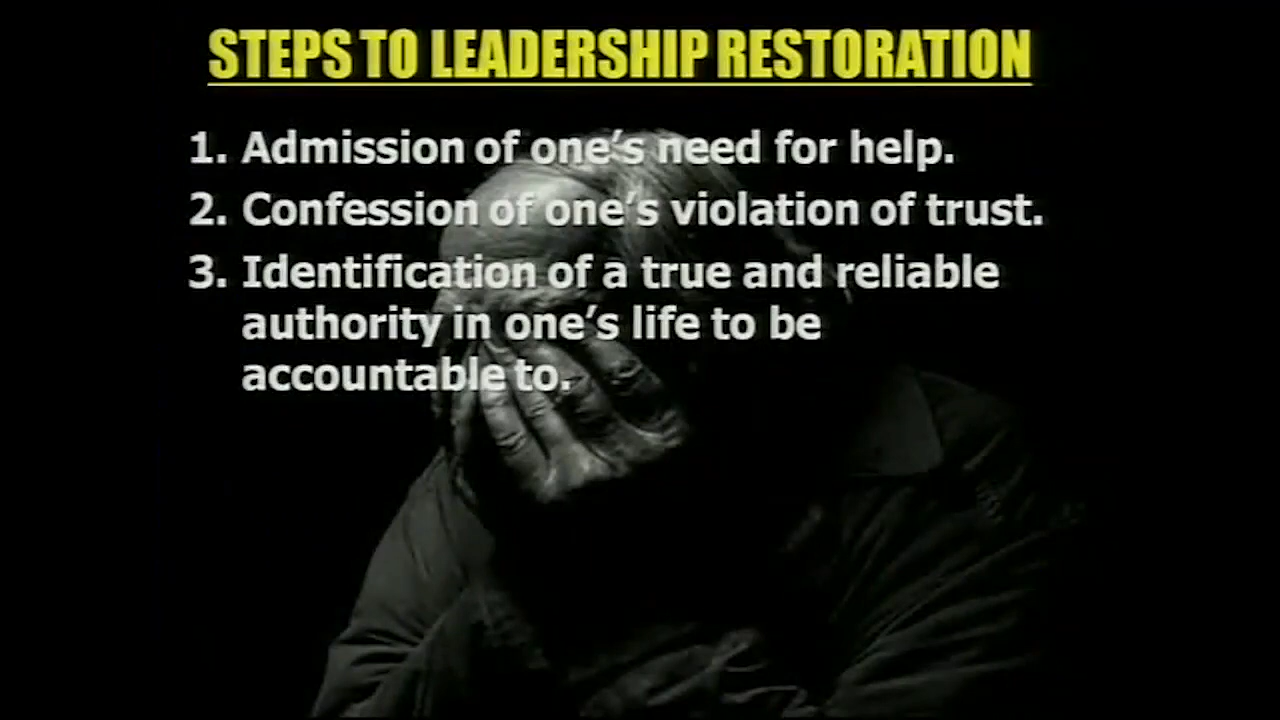 STEPS TO LEADERSHIP RESTORATION
1. Admission of one’s need for help.
2. Confession of one’s violation of trust.
3. Identification of a true and reliable
authority in one’s life to be
accountable to.